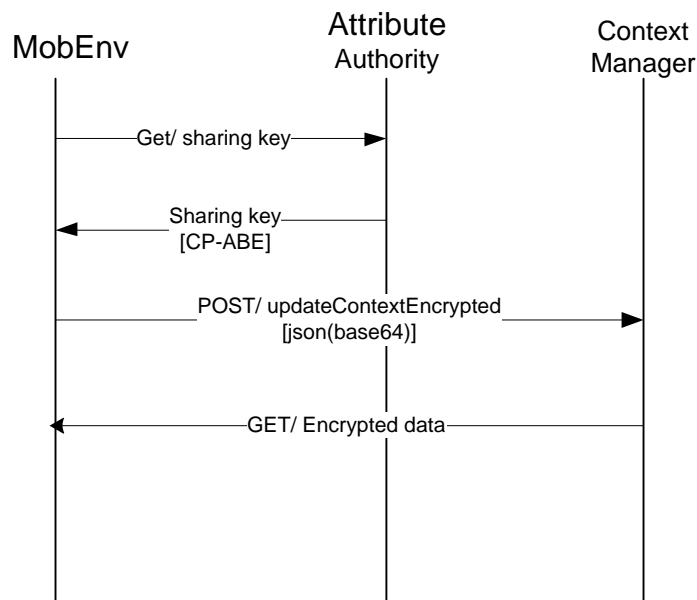 MobEnv
Attribute
Authority
Context
Manager
Get/ sharing key
Sharing key
[CP-ABE]
POST/ updateContextEncrypted
[json(base64)]
GET/ Encrypted data